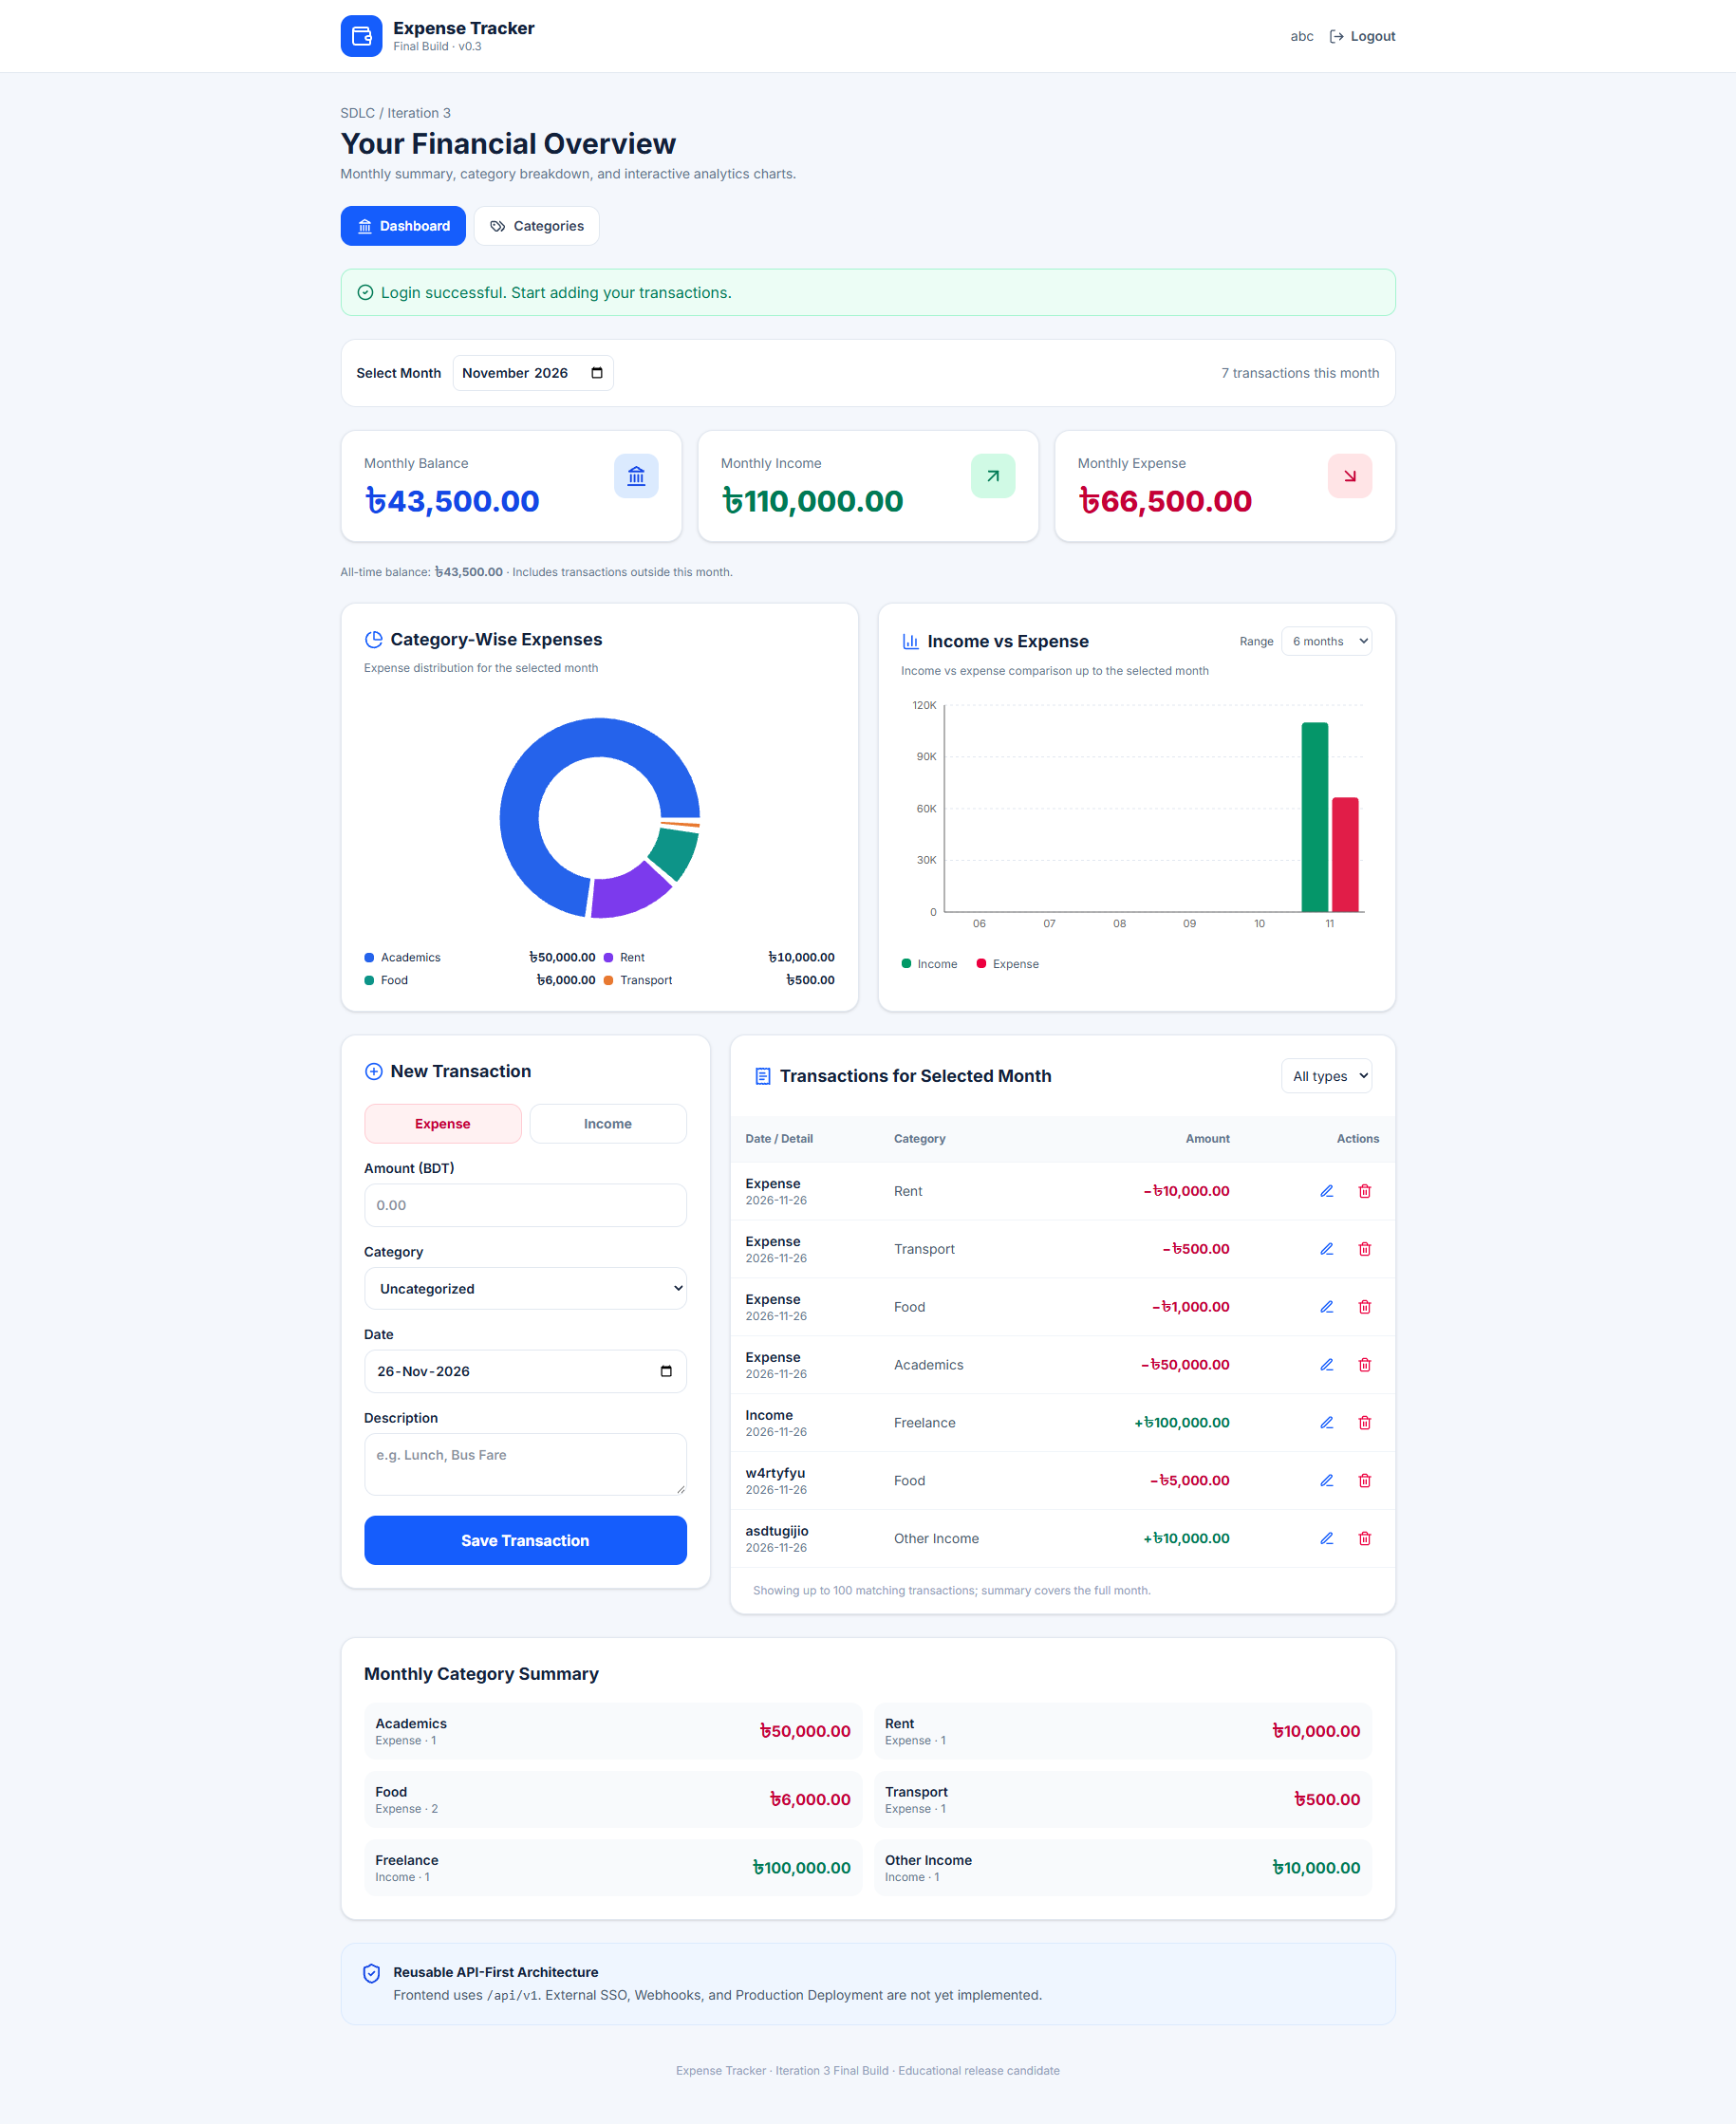 Expense Tracker
Final Build · v0.3
abc
Logout
SDLC / Iteration 3
Your Financial Overview
Monthly summary, category breakdown, and interactive analytics charts.
Dashboard
Categories
Login successful. Start adding your transactions.
Select Month
November 2026
7 transactions this month
Monthly Balance
৳43,500.00
Monthly Income
৳110,000.00
Monthly Expense
৳66,500.00
All-time balance: ৳43,500.00 · Includes transactions outside this month.
Category-Wise Expenses
Expense distribution for the selected month
Academics ৳50,000.00
Rent ৳10,000.00
Food ৳6,000.00
Transport ৳500.00
Income vs Expense
Range
6 months
Income vs expense comparison up to the selected month
120K
90K
60K
30K
0
06 07 08 09 10 11
Income
Expense
New Transaction
Expense
Income
Amount (BDT)
0.00
Category
Uncategorized
Date
26-Nov-2026
Description
e.g. Lunch, Bus Fare
Save Transaction
Transactions for Selected Month
All types
Date / Detail Category Amount Actions
Expense
2026-11-26
Rent
−৳10,000.00
Expense
2026-11-26
Transport
−৳500.00
Expense
2026-11-26
Food
−৳1,000.00
Expense
2026-11-26
Academics
−৳50,000.00
Income
2026-11-26
Freelance
+৳100,000.00
w4rtyfyu
2026-11-26
Food
−৳5,000.00
asdtugijio
2026-11-26
Other Income
+৳10,000.00
Showing up to 100 matching transactions; summary covers the full month.
Monthly Category Summary
Academics
Expense · 1
৳50,000.00
Rent
Expense · 1
৳10,000.00
Food
Expense · 2
৳6,000.00
Transport
Expense · 1
৳500.00
Freelance
Income · 1
৳100,000.00
Other Income
Income · 1
৳10,000.00
Reusable API-First Architecture
Frontend uses /api/v1. External SSO, Webhooks, and Production Deployment are not yet implemented.
Expense Tracker · Iteration 3 Final Build · Educational release candidate